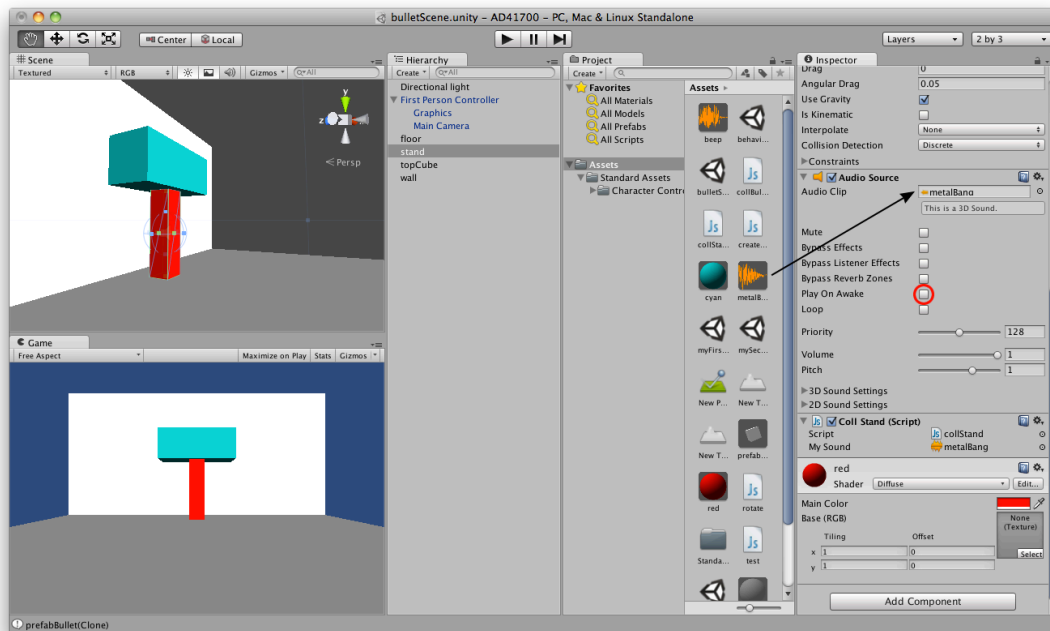 bulletScene.unity - AD41700 - PC, Mac & Linux Standalone
Center Local Layers 2 by 3
Scene
Textured RGB Gizmos All
y
z
Persp
Game
Free Aspect Maximize on Play Stats Gizmos
Hierarchy
Create All
Directional light
First Person Controller
Graphics
Main Camera
floor
stand
topCube
wall
Project
Create
Favorites
All Materials
All Models
All Prefabs
All Scripts
Assets
Standard Assets
Character Contr
Assets
beep behavi...
bulletS... collBul...
Js
Js Js
collSta... create...
cyan metalB...
myFirs... mySec...
New P... New T...
New T... prefab...
Js
red rotate
Js
Standa... test
Inspector
Drag 0
Angular Drag 0.05
Use Gravity
Is Kinematic
Interpolate None
Collision Detection Discrete
Constraints
Audio Source
Audio Clip metalBang
This is a 3D Sound.
Mute
Bypass Effects
Bypass Listener Effects
Bypass Reverb Zones
Play On Awake
Loop
Priority 128
Volume 1
Pitch 1
3D Sound Settings
2D Sound Settings
Js Coll Stand (Script)
Script Js collStand
My Sound metalBang
red
Shader Diffuse Edit...
Main Color
Base (RGB) None
(Texture)
Tiling Offset
x 1 0
y 1 0
Select
Add Component
prefabBullet(Clone)